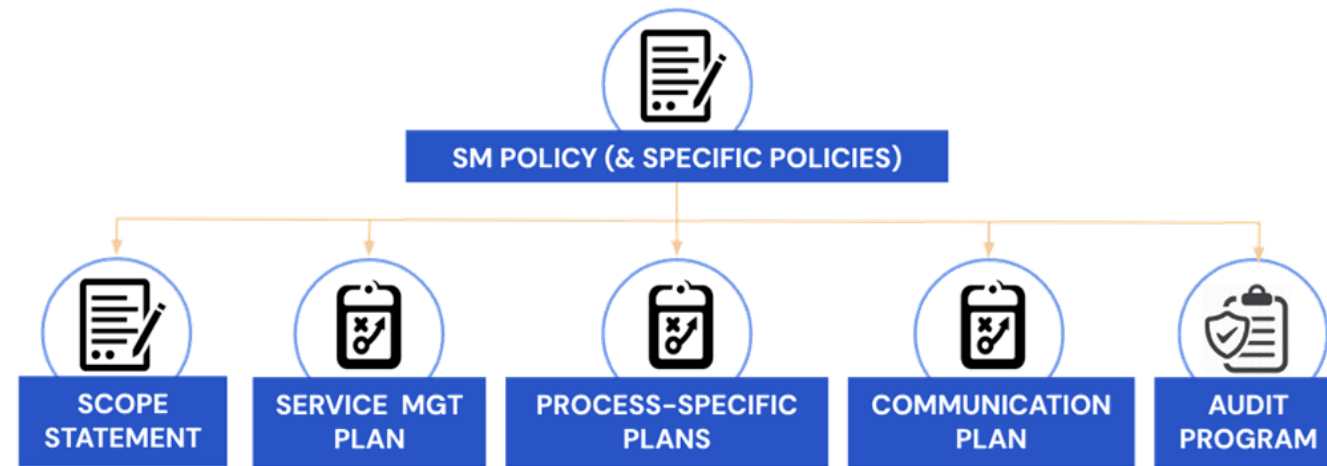 SM POLICY (& SPECIFIC POLICIES)
SCOPE
STATEMENT
SERVICE MGT
PLAN
PROCESS-SPECIFIC
PLANS
COMMUNICATION
PLAN
AUDIT
PROGRAM